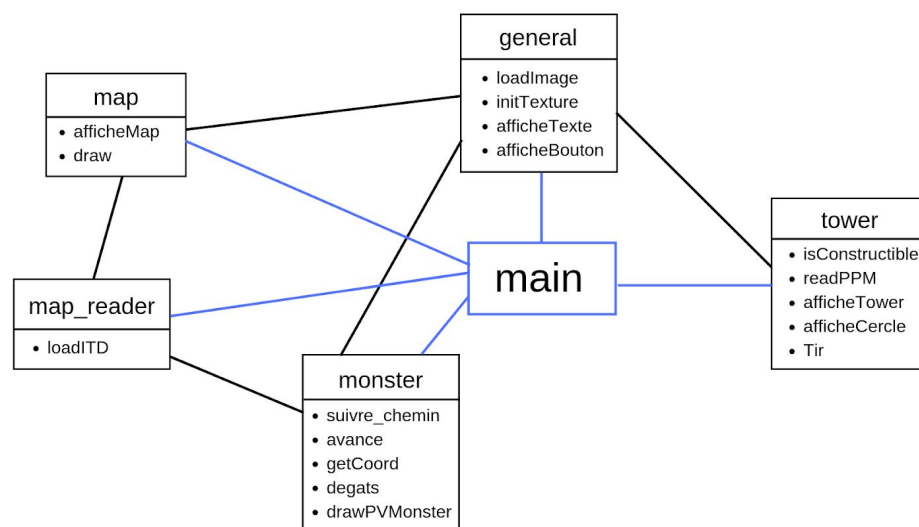 general
• loadImage
• initTexture
• afficheTexte
• afficheBouton
map
• afficheMap
• draw
tower
• isConstructible
• readPPM
• afficheTower
• afficheCercle
• Tir
main
map_reader
• loadITD
monster
• suivre_chemin
• avance
• getCoord
• degats
• drawPVMonster